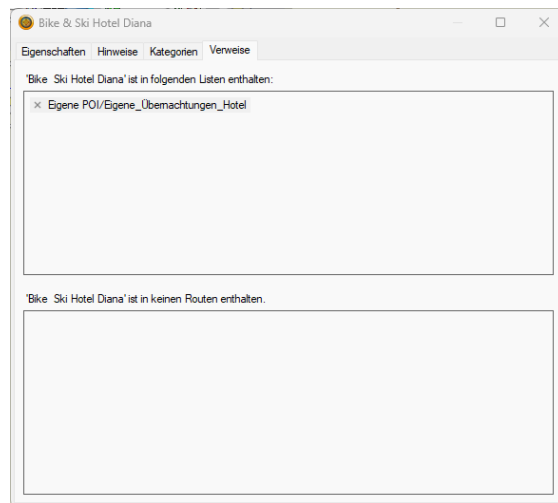 Bike & Ski Hotel Diana
Eigenschaften Hinweise Kategorien Verweise
'Bike  Ski Hotel Diana' ist in folgenden Listen enthalten:
Eigene POI/Eigene_Übernachtungen_Hotel
'Bike  Ski Hotel Diana' ist in keinen Routen enthalten.